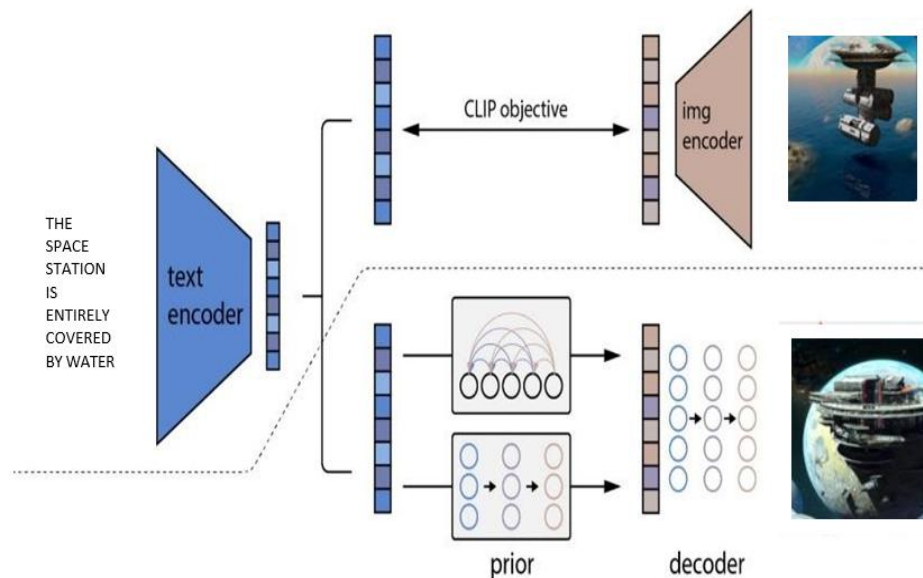 THE
SPACE
STATION
IS
ENTIRELY
COVERED
BY WATER
text
encoder
CLIP objective
img
encoder
prior
decoder